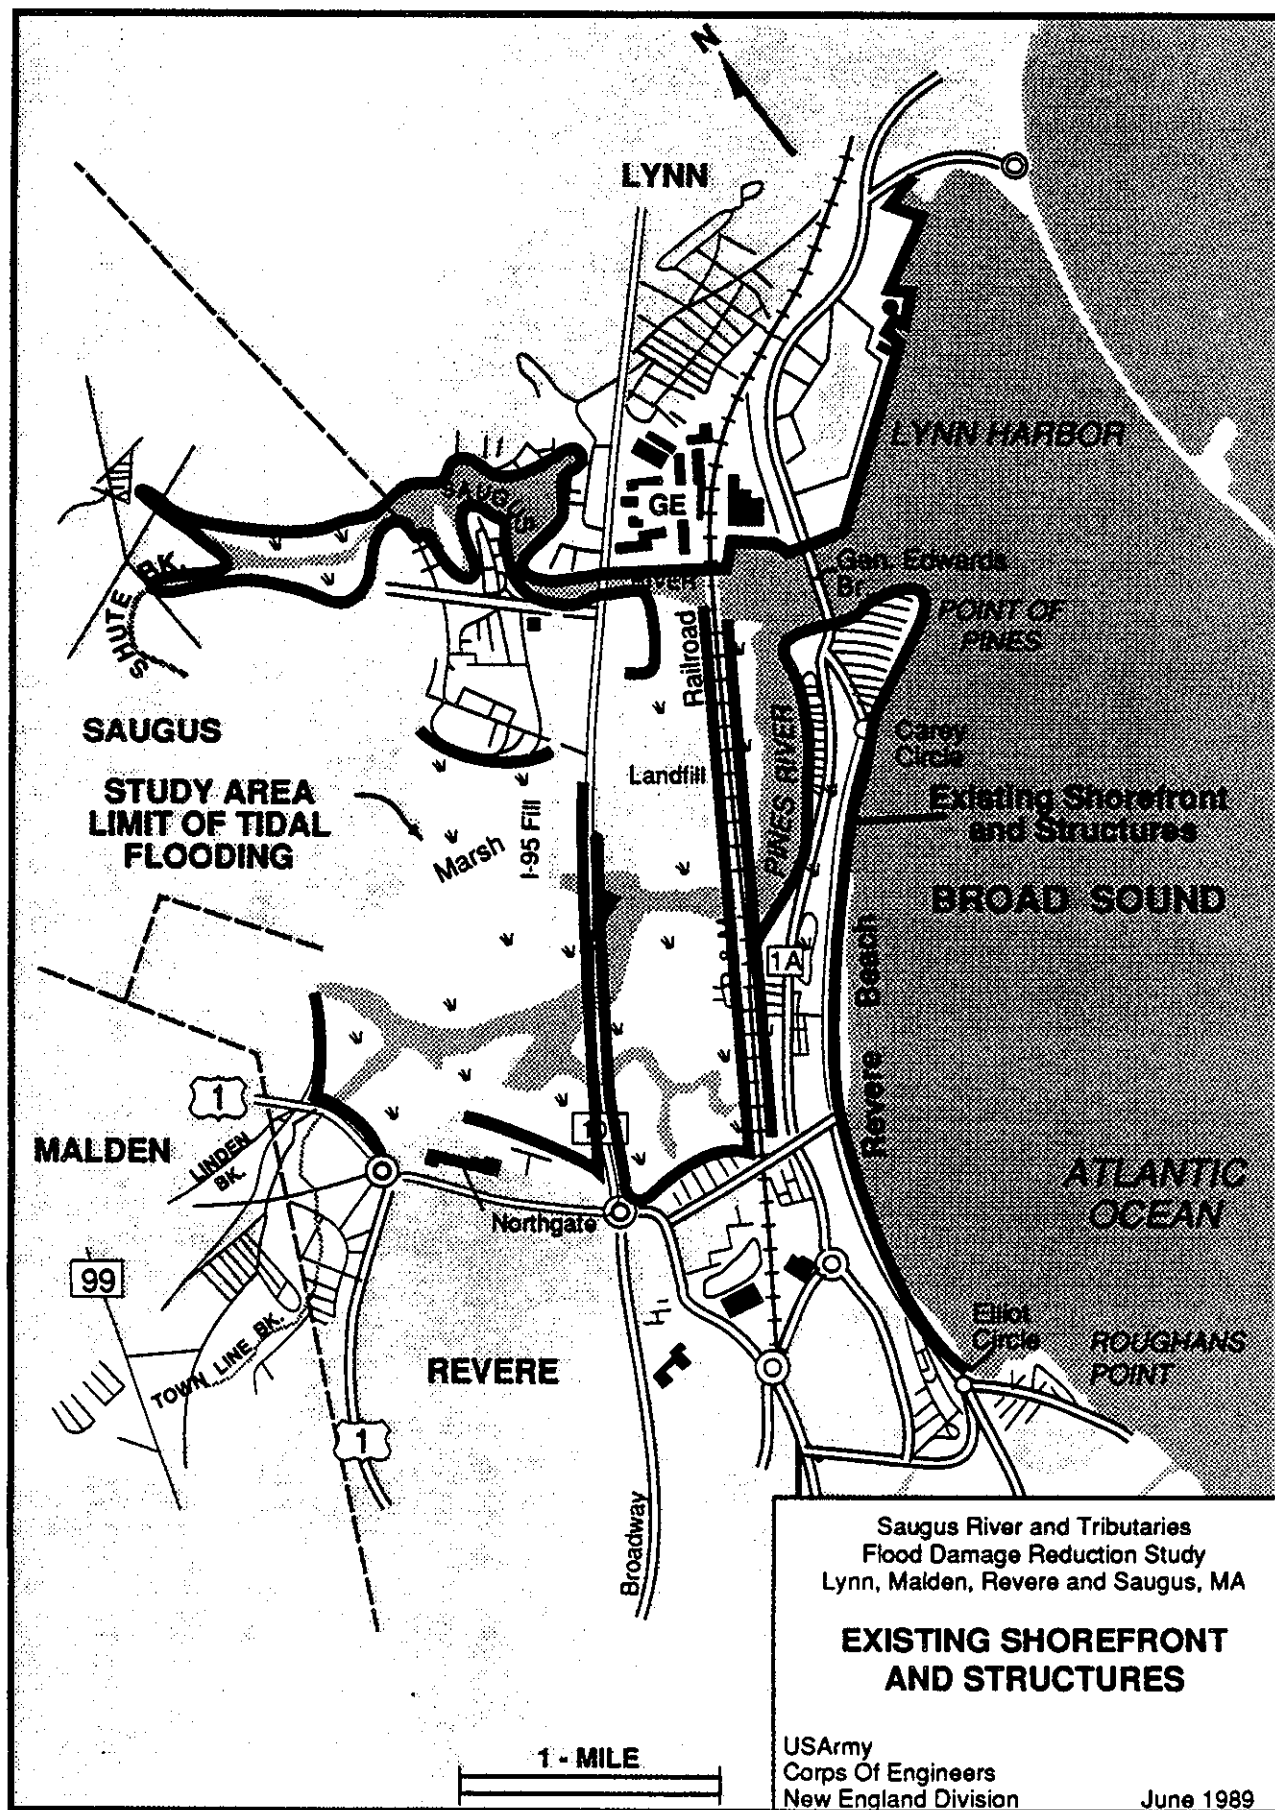 N
LYNN
LYNN HARBOR
SAUGUS
GE
BK.
SHUTE
RIVER
Gen. Edwards
Br.
POINT OF
PINES
Railroad
SAUGUS
PINES RIVER
Carey
Circle
STUDY AREA
LIMIT OF TIDAL
FLOODING
Landfill
Existing Shorefront
and Structures
Marsh
I-95 Fill
BROAD SOUND
1A
Revere Beach
1
MALDEN
LINDEN
BK.
ATLANTIC
OCEAN
Northgate
99
TOWN LINE BK.
Elliot
Circle
ROUGHANS
POINT
REVERE
1
Broadway
Saugus River and Tributaries
Flood Damage Reduction Study
Lynn, Malden, Revere and Saugus, MA
EXISTING SHOREFRONT
AND STRUCTURES
1 - MILE
USArmy
Corps Of Engineers
New England Division June 1989